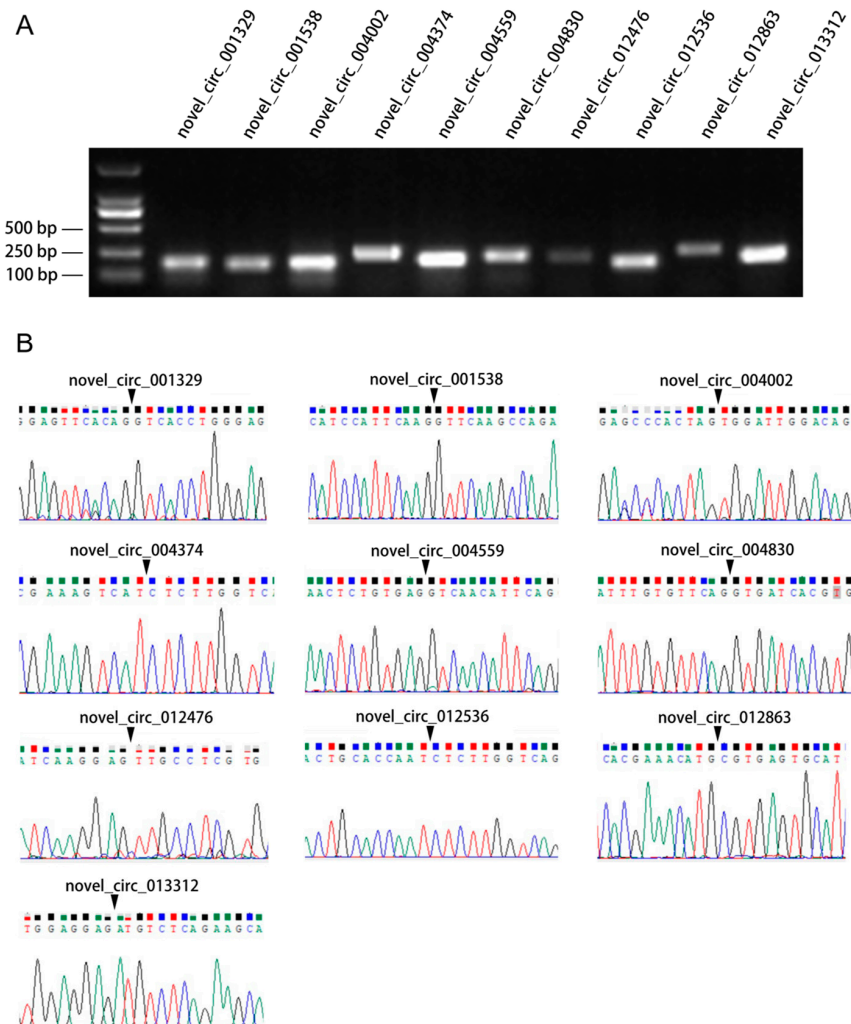 A
novel_circ_001329
novel_circ_001538
novel_circ_004002
novel_circ_004374
novel_circ_004559
novel_circ_004830
novel_circ_012476
novel_circ_012536
novel_circ_012863
novel_circ_013312
500 bp
250 bp
100 bp
B
novel_circ_001329 novel_circ_001538 novel_circ_004002
GGAGTTCACAGGTCACCTGGGAG CATCCATTCAAGGTTCAAGCCAGA GAGCCCACTAGTGGATTGGACAG
novel_circ_004374 novel_circ_004559 novel_circ_004830
CGAAAGTCATCTCTTGGTC AACTCTGTGAGGTCAACATTCAG ATTTGTGTTCAGGTGATCACGTG
novel_circ_012476 novel_circ_012536 novel_circ_012863
ATCAAGGAGTTGCCTCGTG ACTGCACCAATCTCTTGGTCAG CACGAAACATGCGTGAGTGCAT
novel_circ_013312
TGGAGGAGATGTCTCAGAAGCA